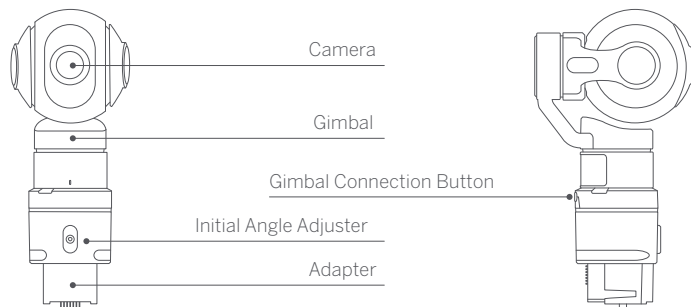 Camera
Gimbal
Gimbal Connection Button
Initial Angle Adjuster
Adapter